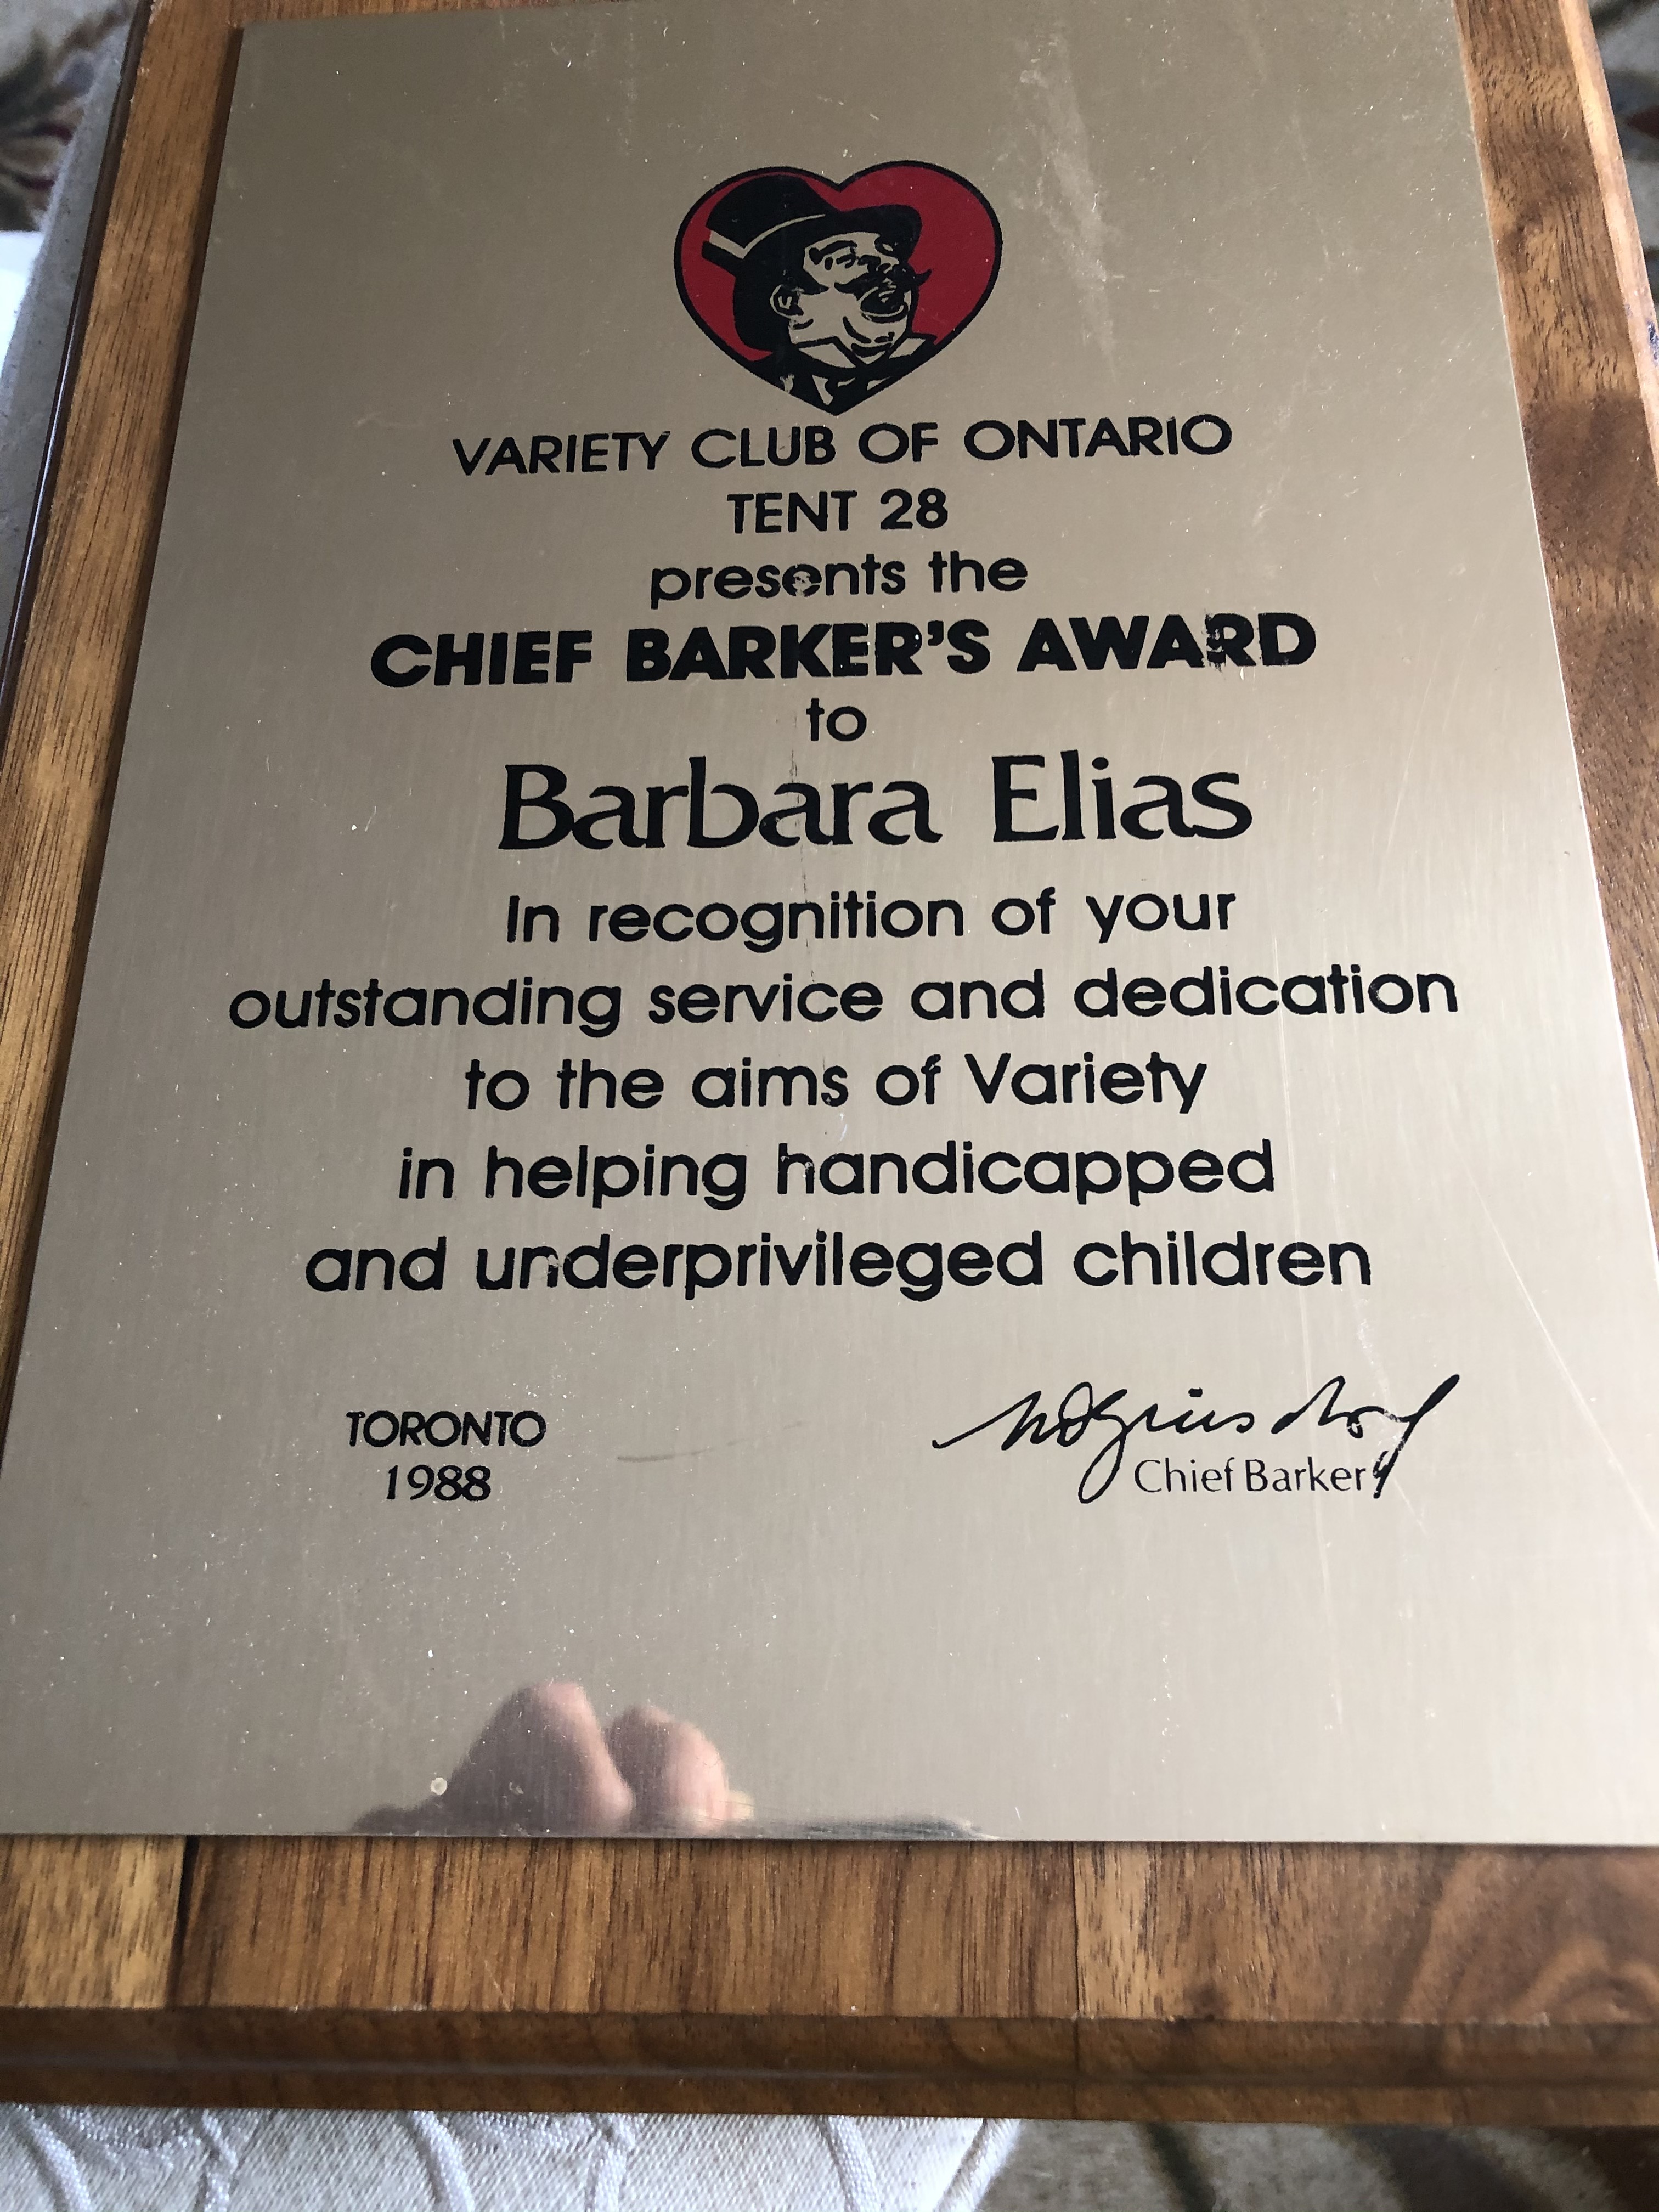 VARIETY CLUB OF ONTARIO
TENT 28
presents the
CHIEF BARKER'S AWARD
to
Barbara Elias
In recognition of your
outstanding service and dedication
to the aims of Variety
in helping handicapped
and underprivileged children
TORONTO
1988
Chief Barker